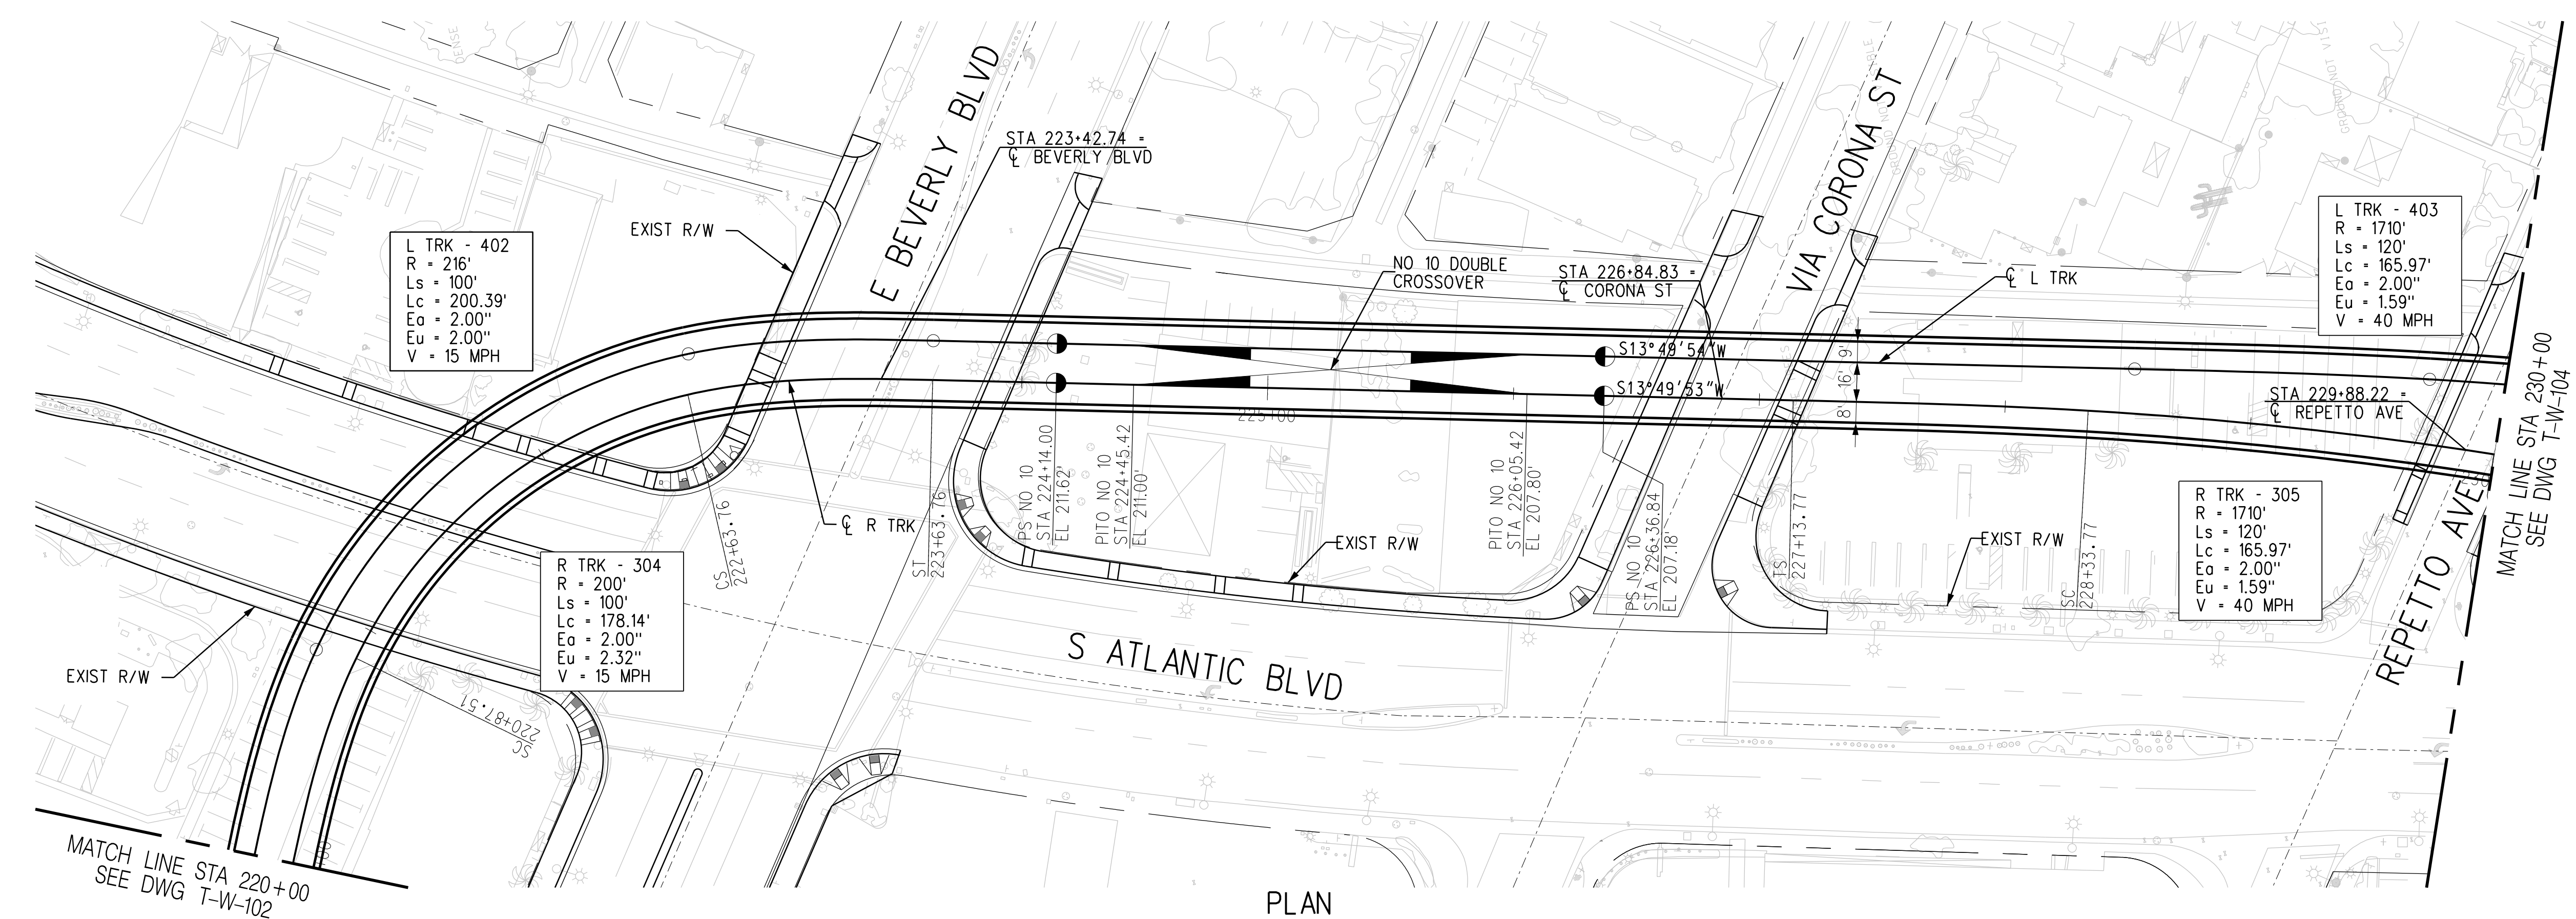 E BEVERLY BLVD
STA 223+42.74 =
℄ BEVERLY BLVD
VIA CORONA ST
EXIST R/W
L TRK - 402
R = 216'
Ls = 100'
Lc = 200.39'
Ea = 2.00"
Eu = 2.00"
V = 15 MPH
NO 10 DOUBLE
CROSSOVER
STA 226+84.83 =
℄ CORONA ST
℄ L TRK
L TRK - 403
R = 1710'
Ls = 120'
Lc = 165.97'
Ea = 2.00"
Eu = 1.59"
V = 40 MPH
S13°49'54"W
S13°49'53"W
9'
16'
8'
225+00
STA 229+88.22 =
℄ REPETTO AVE
MATCH LINE STA 230+00
SEE DWG T-W-104
℄ R TRK
CS
222+63.76
ST
223+63.76
PS NO 10
STA 224+14.00
EL 211.62'
PITO NO 10
STA 224+45.42
EL 211.00'
EXIST R/W
PITO NO 10
STA 226+05.42
EL 207.80'
PS NO 10
STA 226+36.84
EL 207.18'
TS
227+13.77
EXIST R/W
SC
228+33.77
R TRK - 305
R = 1710'
Ls = 120'
Lc = 165.97'
Ea = 2.00"
Eu = 1.59"
V = 40 MPH
REPETTO AVE
R TRK - 304
R = 200'
Ls = 100'
Lc = 178.14'
Ea = 2.00"
Eu = 2.32"
V = 15 MPH
EXIST R/W
SC
220+87.51
S ATLANTIC BLVD
MATCH LINE STA 220+00
SEE DWG T-W-102
PLAN